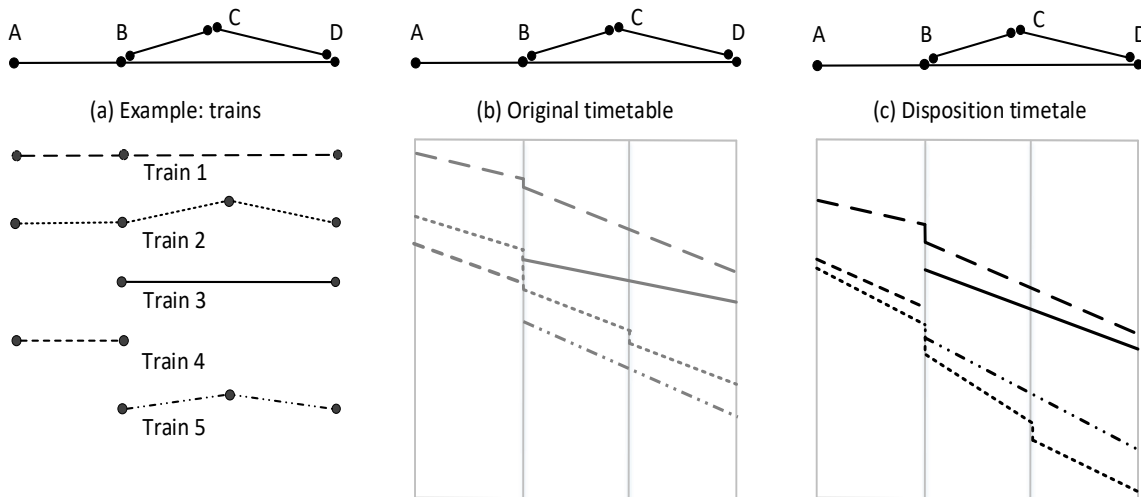 C
A B D
(a) Example: trains
Train 1
Train 2
Train 3
Train 4
Train 5
C
A B D
(b) Original timetable
C
A B D
(c) Disposition timetale